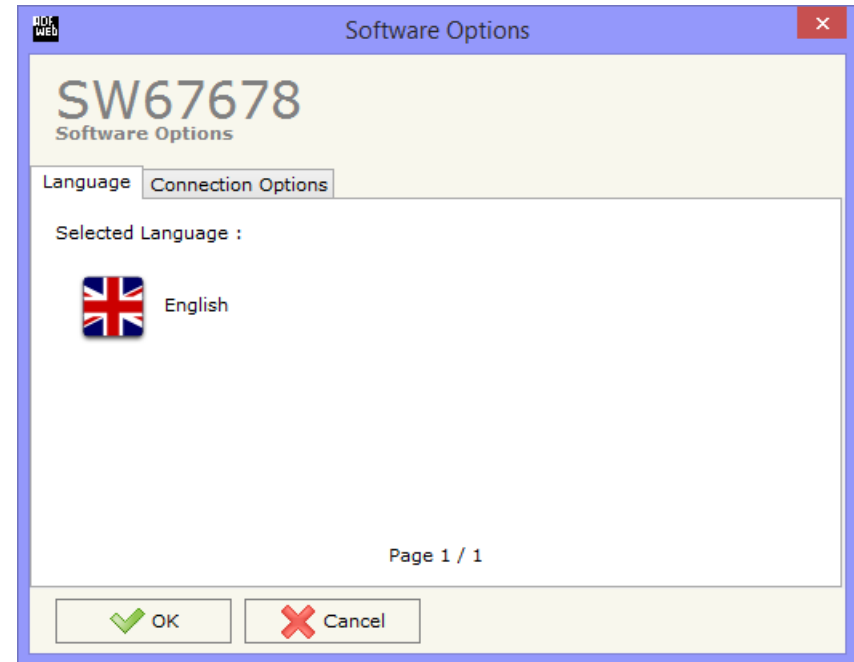 ADF
WEB
Software Options
SW67678
Software Options
Language
Connection Options
Selected Language :
English
Page 1 / 1
OK
Cancel